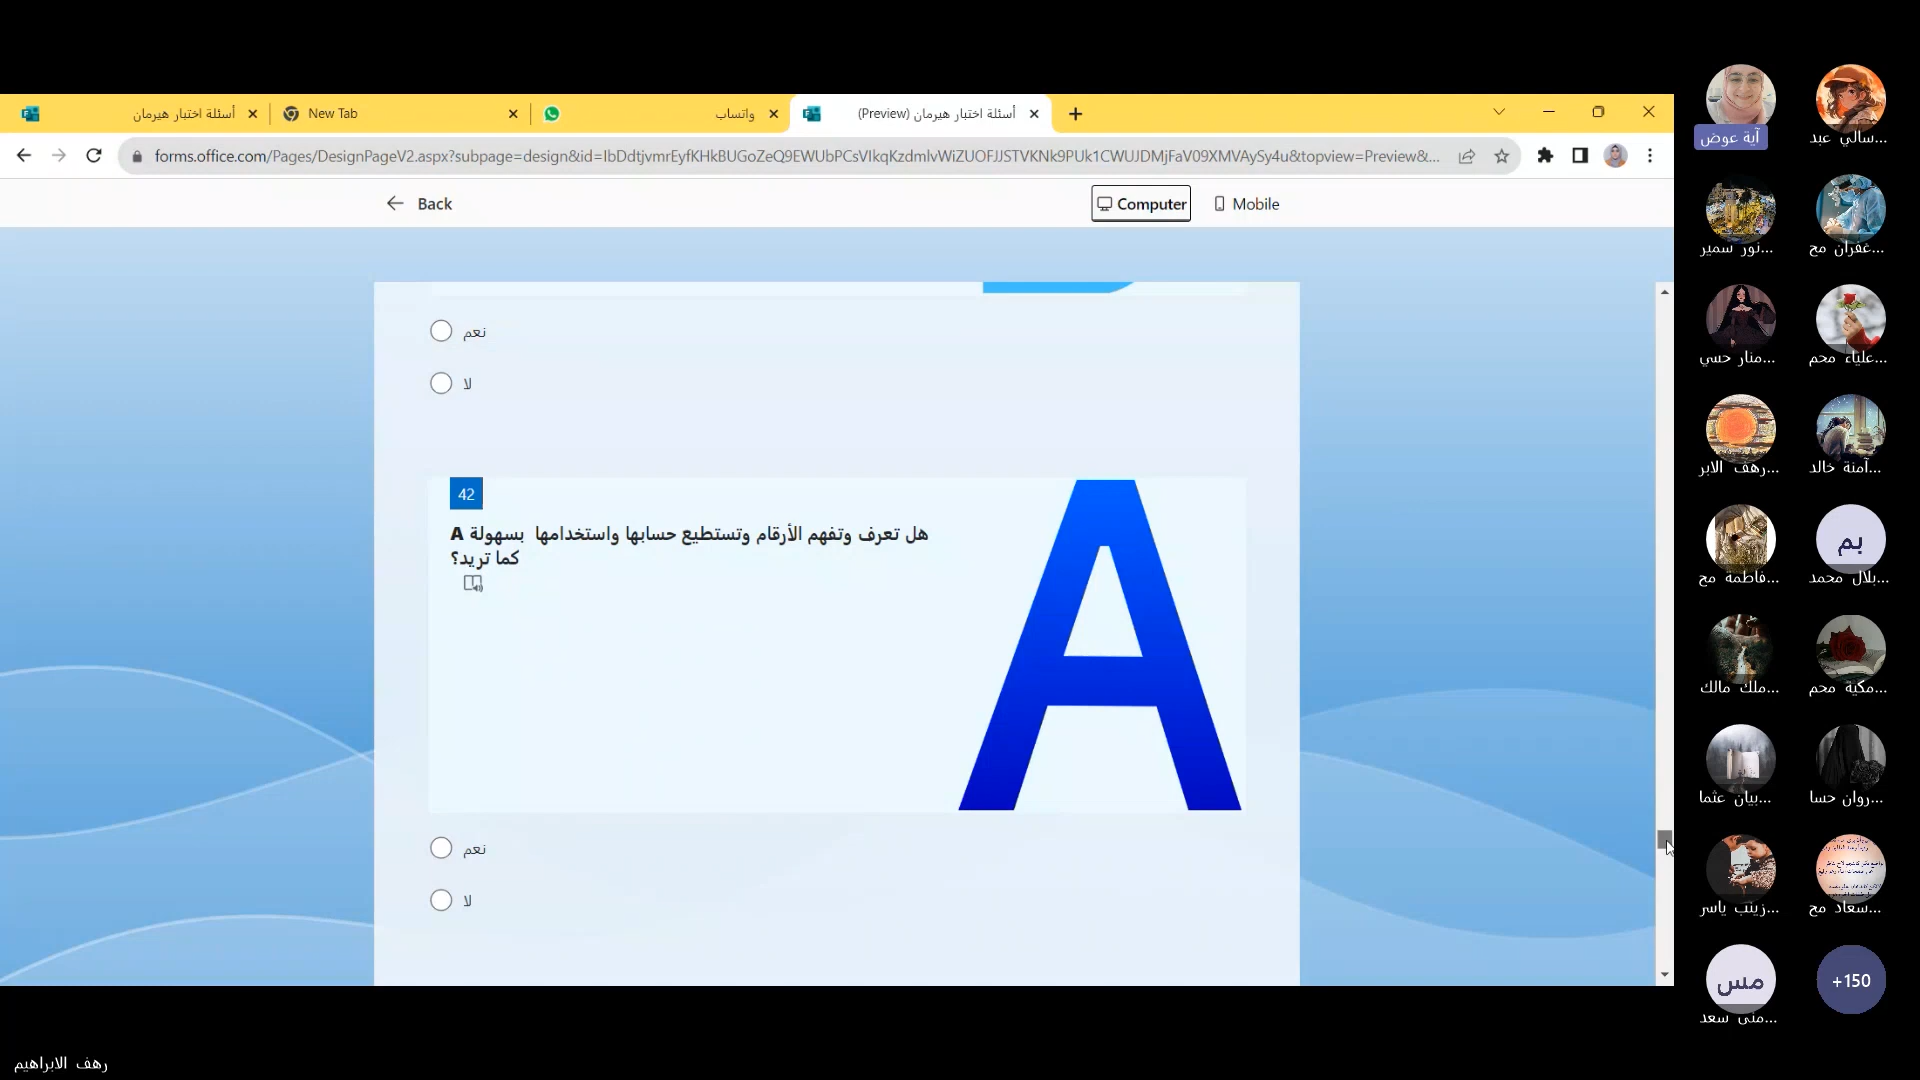 أسئلة اختبار هيرمان
New Tab
واتساب
أسئلة اختبار هيرمان (Preview)
forms.office.com/Pages/DesignPageV2.aspx?subpage=design&id=IbDdtjvmrEyfKHkBUGoZeQ9EWUbPCsVIkqKzdmlvWiZUOFJJSTVKNk9PUk1CWUJDMjFaV09XMVAySy4u&topview=Preview&...
Back
Computer
Mobile
نعم
لا
42
هل تعرف وتفهم الأرقام وتستطيع حسابها واستخدامها بسهولة A
كما تريد؟
A
نعم
لا
آية عوض
سالي عبد...
نور سمير...
غفران مح...
منار حسي...
علياء محم...
رهف الابر...
آمنة خالد...
فاطمة مح...
بم
بلال محمد...
ملك مالك...
مكية محم...
بيان عثما...
روان حسا...
زينب ياسر...
سعاد مح...
مس
منى سعد...
+150
رهف الابراهيم